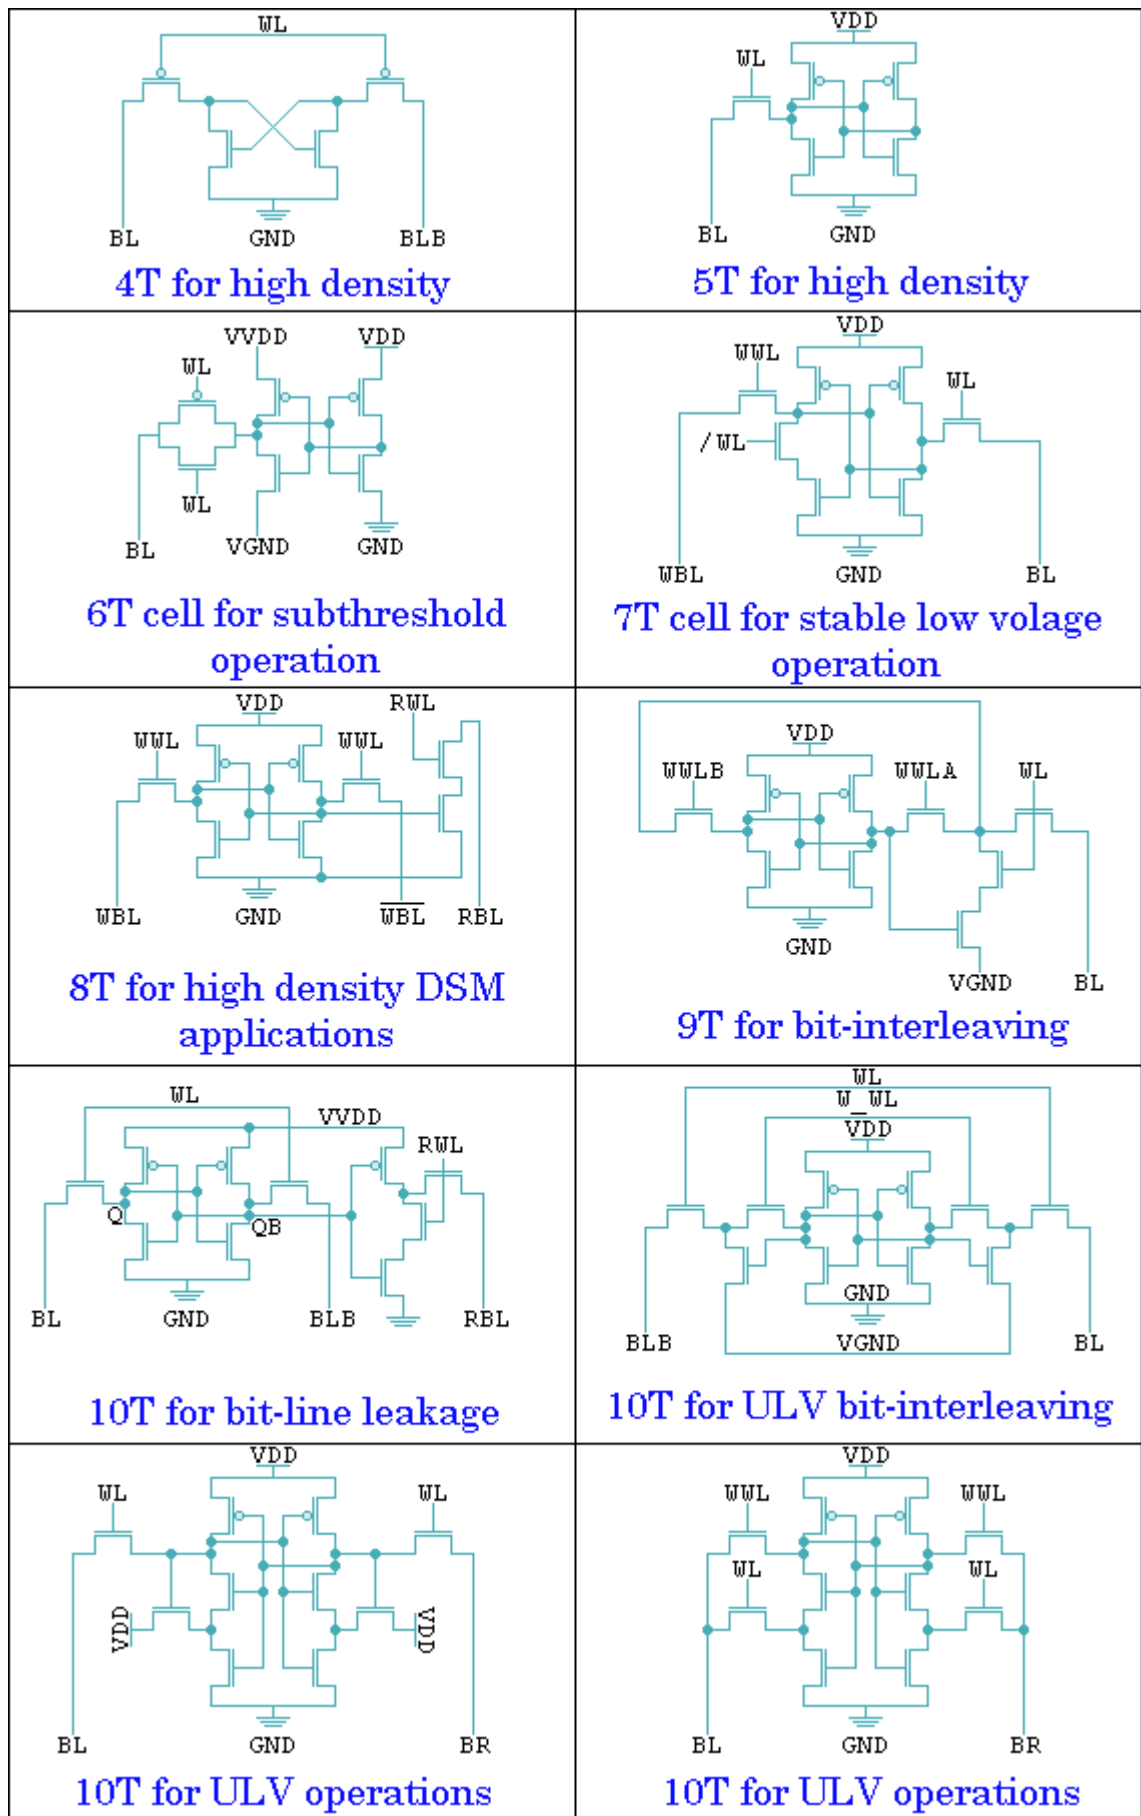 WL
BL GND BLB
4T for high density
VDD
WL
BL GND
5T for high density
VVDD VDD
WL
WL
BL VGND GND
6T cell for subthreshold
operation
VDD
WWL WL
/WL
WBL GND BL
7T cell for stable low volage
operation
VDD RWL
WWL WWL
WBL GND WBL RBL
8T for high density DSM
applications
VDD
WWLB WWLA WL
GND
VGND BL
9T for bit-interleaving
WL
VVDD
RWL
Q QB
BL GND BLB RBL
10T for bit-line leakage
WL
W_WL
VDD
GND
BLB VGND BL
10T for ULV bit-interleaving
VDD
WL WL
VDD VDD
BL GND BR
10T for ULV operations
VDD
WWL WWL
WL WL
BL GND BR
10T for ULV operations